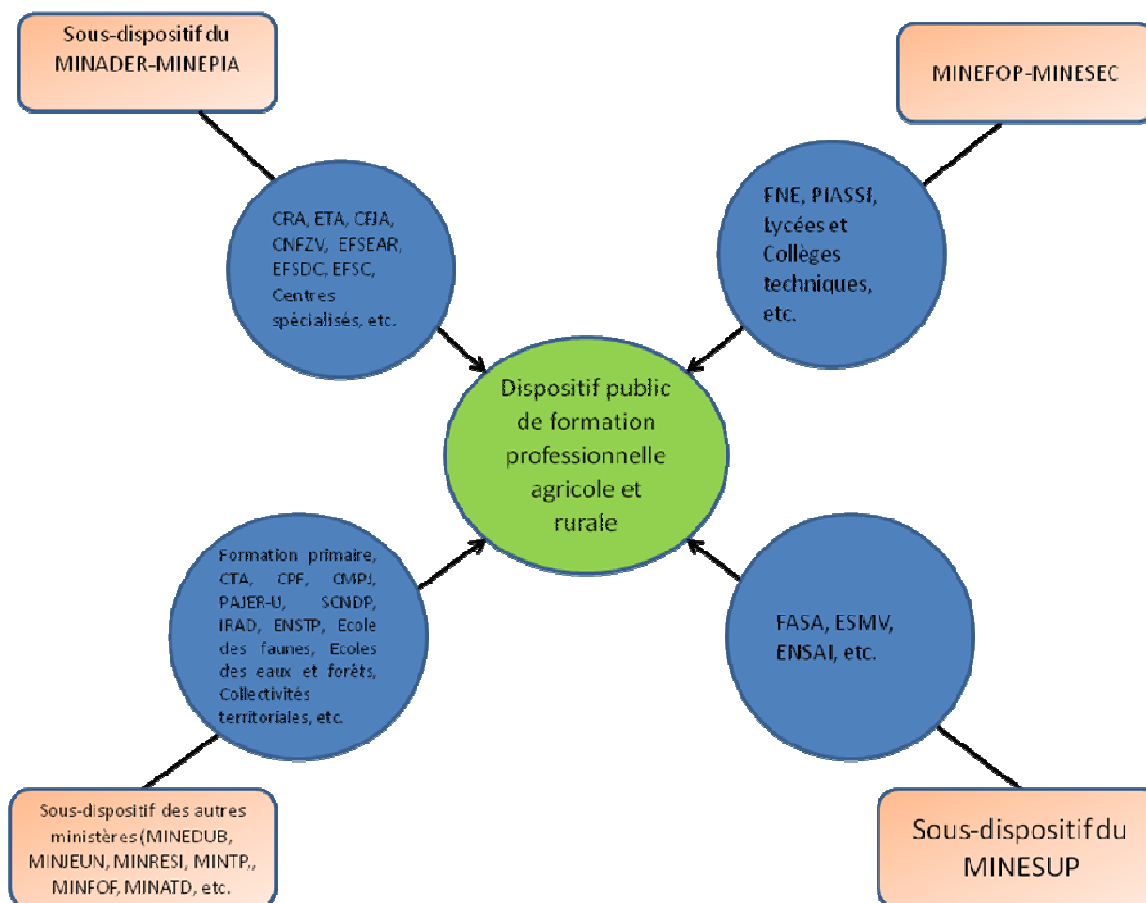 Sous-dispositif du
MINADER-MINEPIA
MINEFOP-MINESEC
CRA, ETA, CFJA,
CNFZV, EFSEAR,
EFSDC, EFSC,
Centres
spécialisés, etc.
FNE, PIASSI,
Lycées et
Collèges
techniques,
etc.
Dispositif public
de formation
professionnelle
agricole et
rurale
Formation primaire,
CTA, CPF, CMPJ,
PAJER-U, SCNDP,
IRAD, ENSTP, Ecole
des faunes, Ecoles
des eaux et forêts,
Collectivités
territoriales, etc.
FASA, ESMV,
ENSAI, etc.
Sous-dispositif des autres
ministères (MINEDUB,
MINJEUN, MINRESI, MINTP,,
MINFOF, MINATD, etc.
Sous-dispositif du
MINESUP